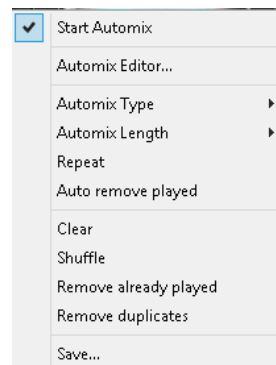 Start Automix
Automix Editor...
Automix Type
Automix Length
Repeat
Auto remove played
Clear
Shuffle
Remove already played
Remove duplicates
Save...